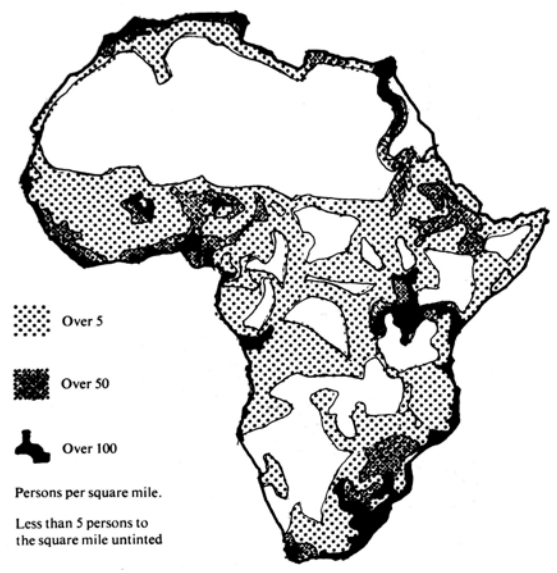 Over 5
Over 50
Over 100
Persons per square mile.
Less than 5 persons to
the square mile untinted